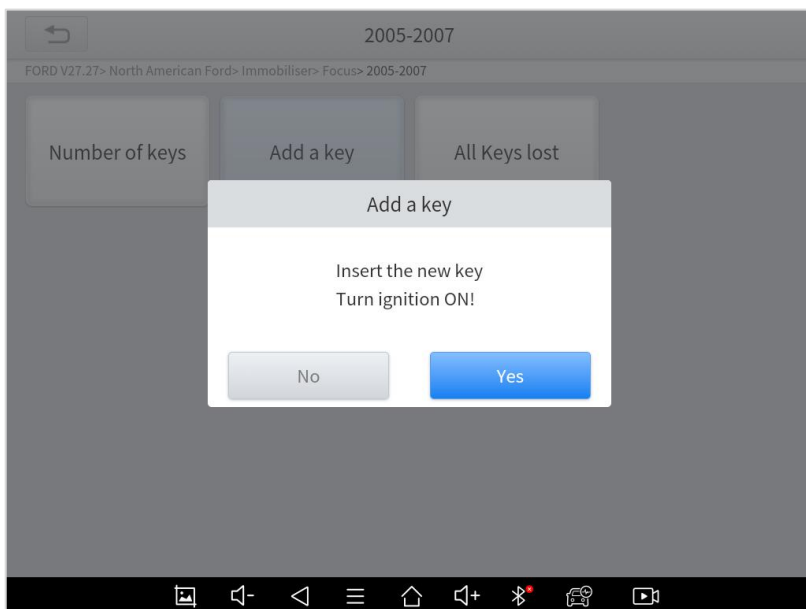 2005-2007
FORD V27.27> North American Ford> Immobiliser> Focus> 2005-2007
Number of keys
Add a key
All Keys lost
Add a key
Insert the new key
Turn ignition ON!
No
Yes